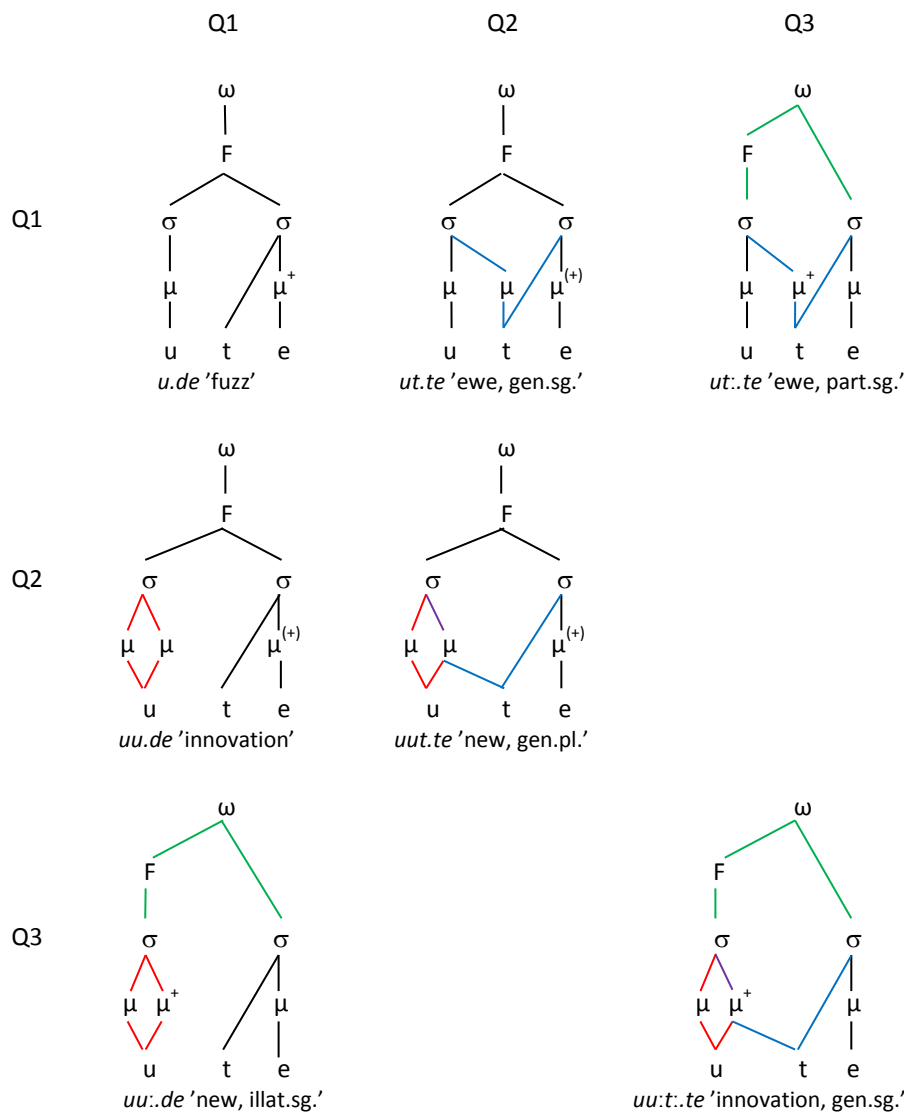 Q1 Q2 Q3
ω ω ω
F F F
Q1 σ σ σ σ σ σ
μ μ⁺ μ μ μ⁽⁺⁾ μ μ⁺ μ
u t e u t e u t e
u.de ’fuzz’ ut.te ’ewe, gen.sg.’ ut:.te ’ewe, part.sg.’
ω ω
F F
Q2 σ σ σ σ
μ μ μ⁽⁺⁾ μ μ μ⁽⁺⁾
u t e u t e
uu.de ’innovation’ uut.te ’new, gen.pl.’
ω ω
F F
Q3 σ σ σ σ
μ μ⁺ μ μ μ⁺ μ
u t e u t e
uu:.de ’new, illat.sg.’ uu:t:.te ’innovation, gen.sg.’